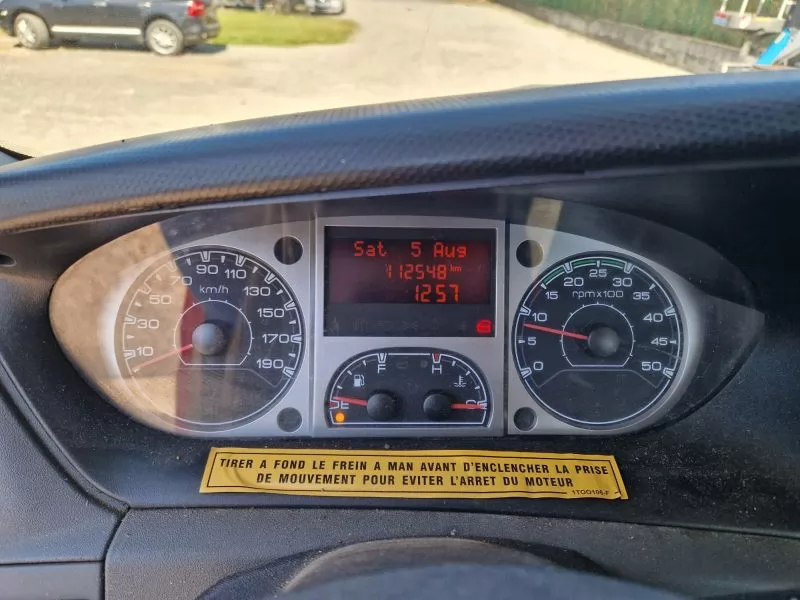 Sat 5 Aug
112548 km
1257
km/h
10 30 50 70 90 110 130 150 170 190
F H
E C
rpm x 100
0 5 10 15 20 25 30 35 40 45 50
TIRER A FOND LE FREIN A MAN AVANT D'ENCLENCHER LA PRISE
DE MOUVEMENT POUR EVITER L'ARRET DU MOTEUR
1TOO106-F